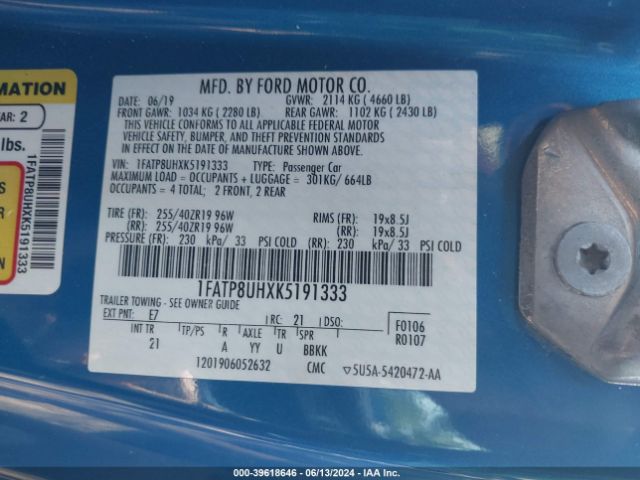 MFG. BY FORD MOTOR CO.
DATE: 06/19 GVWR: 2114 KG ( 4660 LB)
FRONT GAWR: 1034 KG ( 2280 LB) REAR GAWR: 1102 KG ( 2430 LB)
THIS VEHICLE CONFORMS TO ALL APPLICABLE FEDERAL MOTOR
VEHICLE SAFETY, BUMPER, AND THEFT PREVENTION STANDARDS
IN EFFECT ON THE DATE OF MANUFACTURE SHOWN ABOVE.
VIN: 1FATP8UHXK5191333 TYPE: Passenger Car
MAXIMUM LOAD = OCCUPANTS + LUGGAGE = 301KG/ 664LB
OCCUPANTS = 4 TOTAL; 2 FRONT, 2 REAR
TIRE (FR): 255/40ZR19 96W RIMS (FR): 19x8.5J
(RR): 255/40ZR19 96W (RR): 19x8.5J
PRESSURE (FR): 230 kPa/ 33 PSI COLD (RR): 230 kPa/ 33 PSI COLD
1FATP8UHXK5191333
TRAILER TOWING - SEE OWNER GUIDE
EXT PNT: E7 RC: 21 DSO: F0106
INT TR TP/PS R AXLE TR SPR R0107
21 A YY U BBKK
1201906052632 CMC 5U5A-5420472-AA
MATION
AR: 2
lbs.
1FATP8UHXK5191333
S
R
S
000-39618646 - 06/13/2024 - IAAI.COM